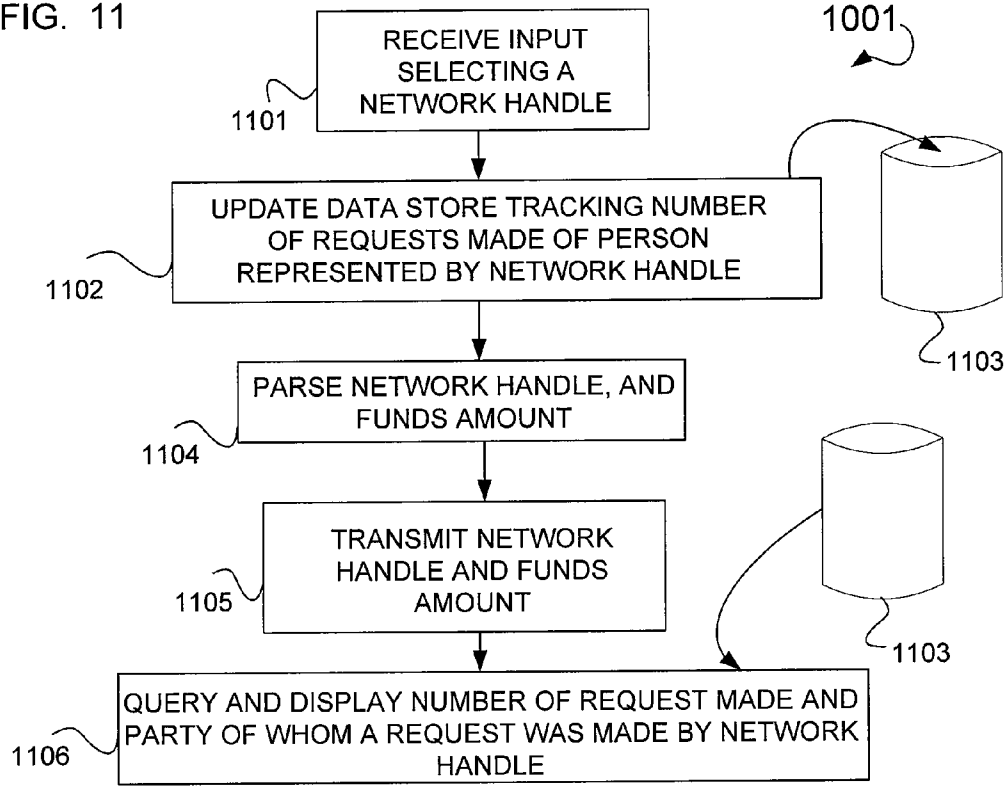 FIG. 11
1001
RECEIVE INPUT
SELECTING A
NETWORK HANDLE
1101
UPDATE DATA STORE TRACKING NUMBER
OF REQUESTS MADE OF PERSON
REPRESENTED BY NETWORK HANDLE
1102
1103
PARSE NETWORK HANDLE, AND
FUNDS AMOUNT
1104
TRANSMIT NETWORK
HANDLE AND FUNDS
AMOUNT
1105
1103
QUERY AND DISPLAY NUMBER OF REQUEST MADE AND
PARTY OF WHOM A REQUEST WAS MADE BY NETWORK
HANDLE
1106